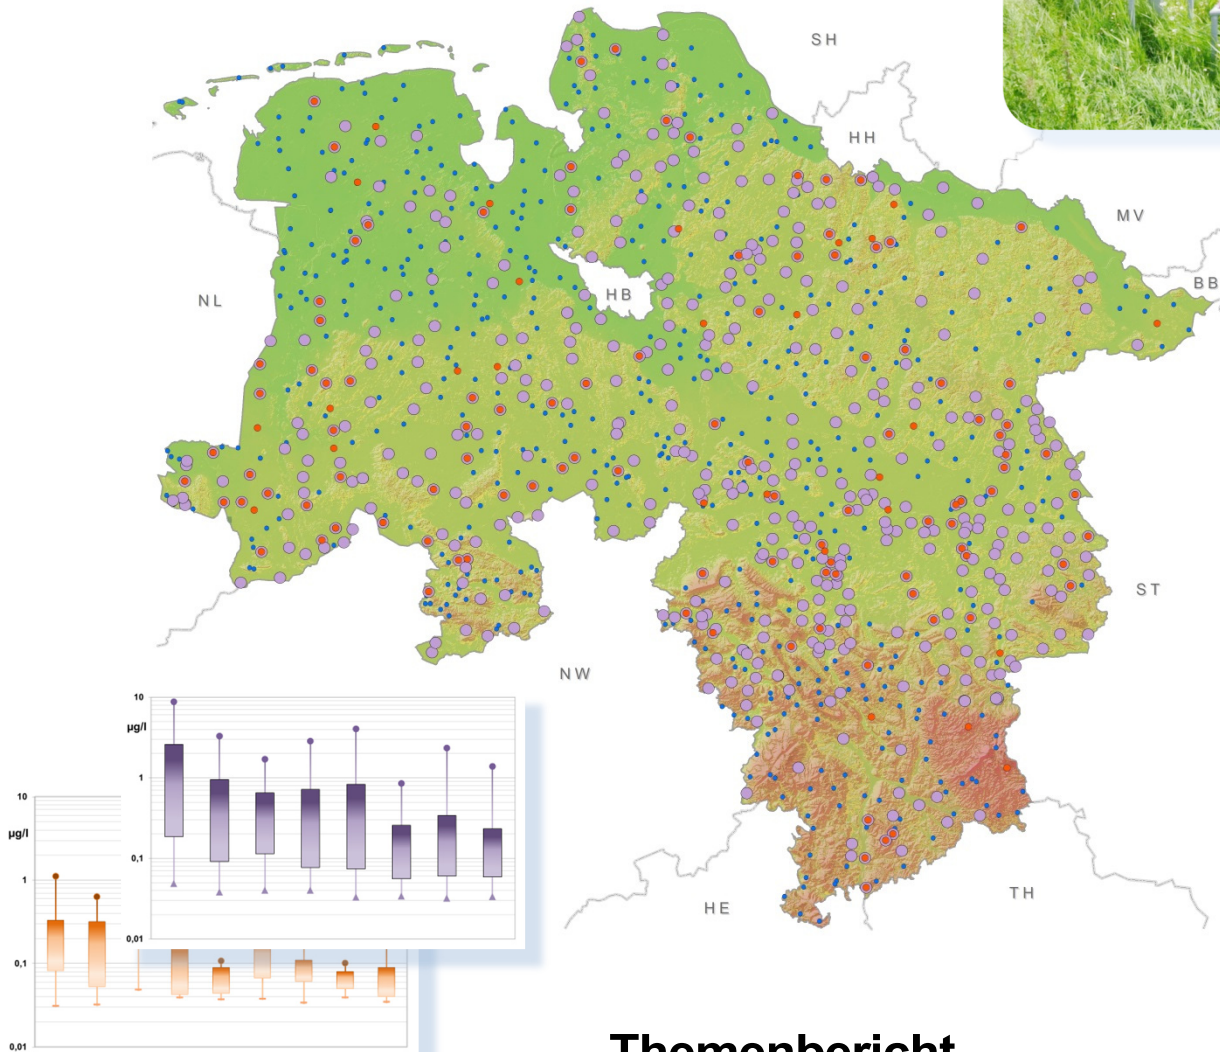 SH
HH
MV
BB
NL
HB
ST
NW
10
µg/l
1
0,1
0,01
10
µg/l
1
0,1
0,01
HE
TH
Themenbericht